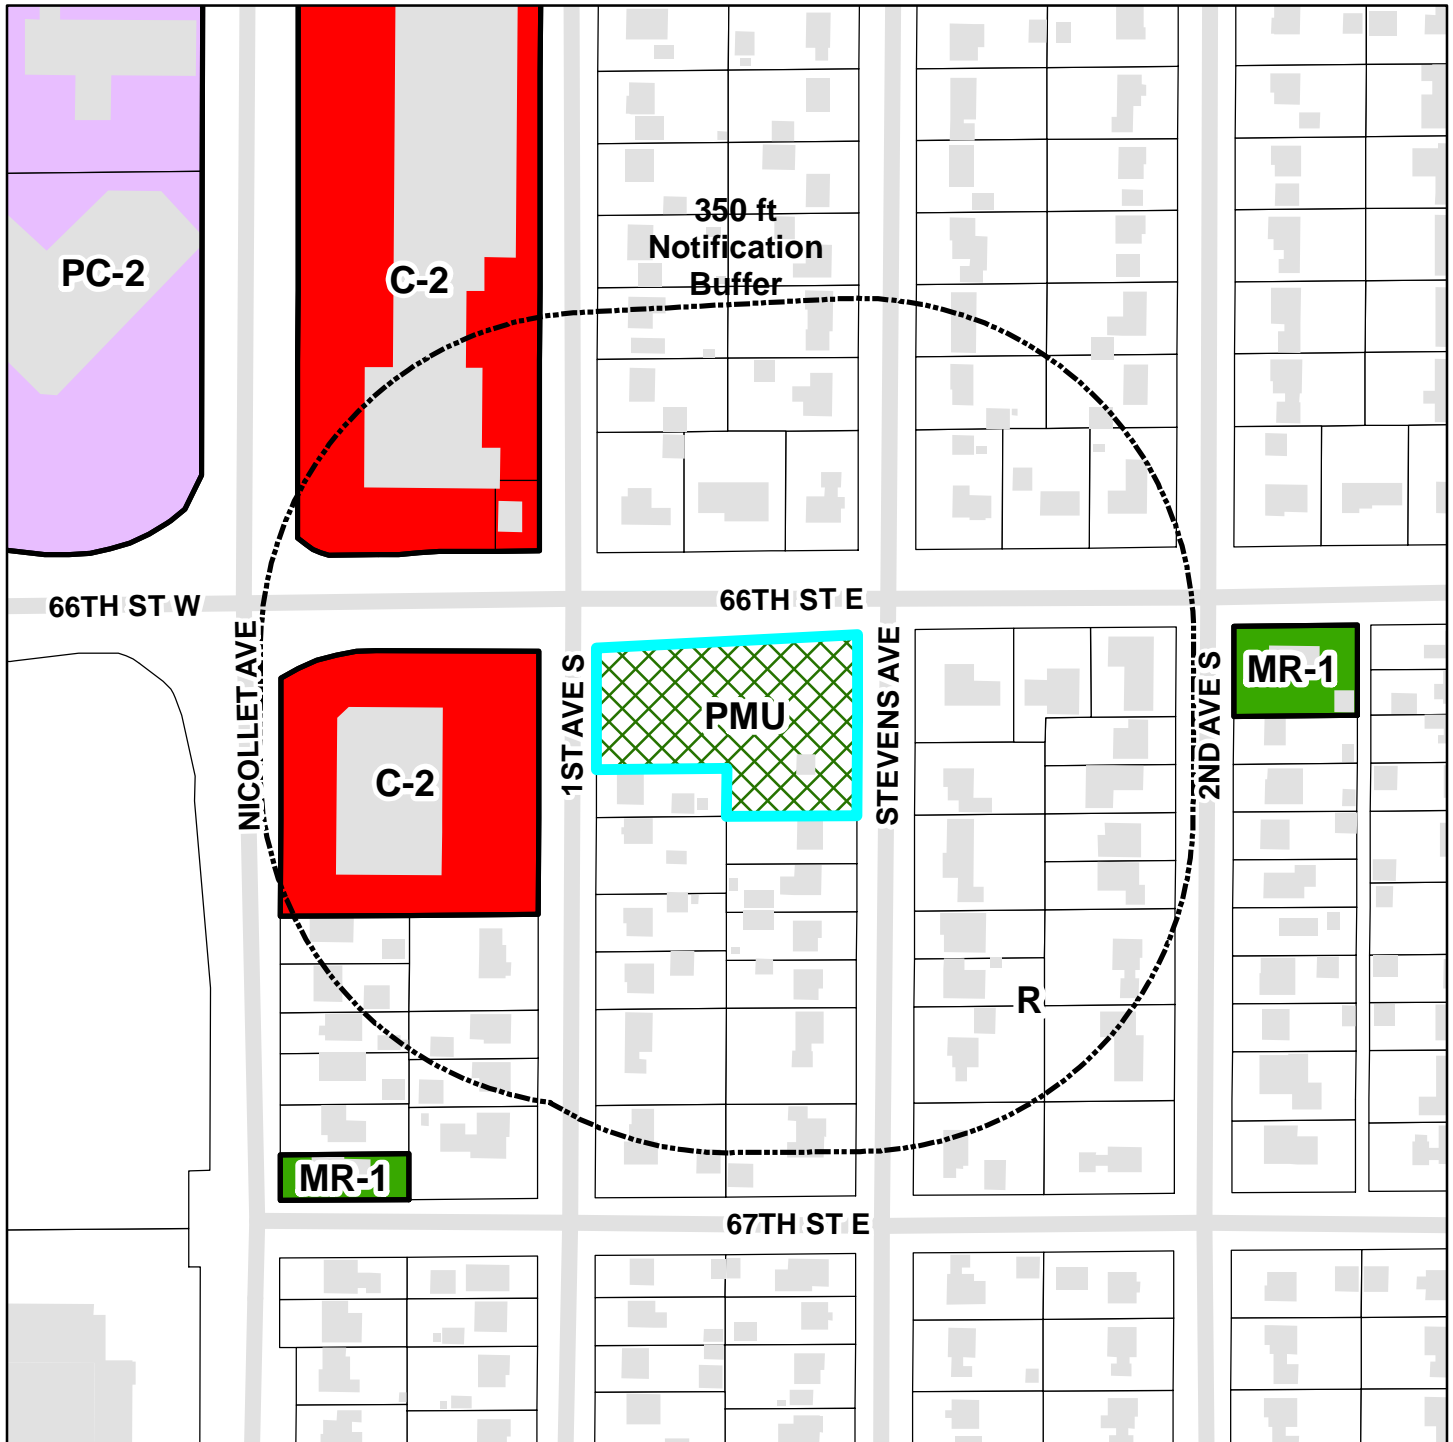 350 ft
Notification
Buffer
PC-2
C-2
66TH ST W
66TH ST E
NICOLLET AVE
1ST AVE S
STEVENS AVE
2ND AVE S
MR-1
PMU
C-2
R
MR-1
67TH ST E